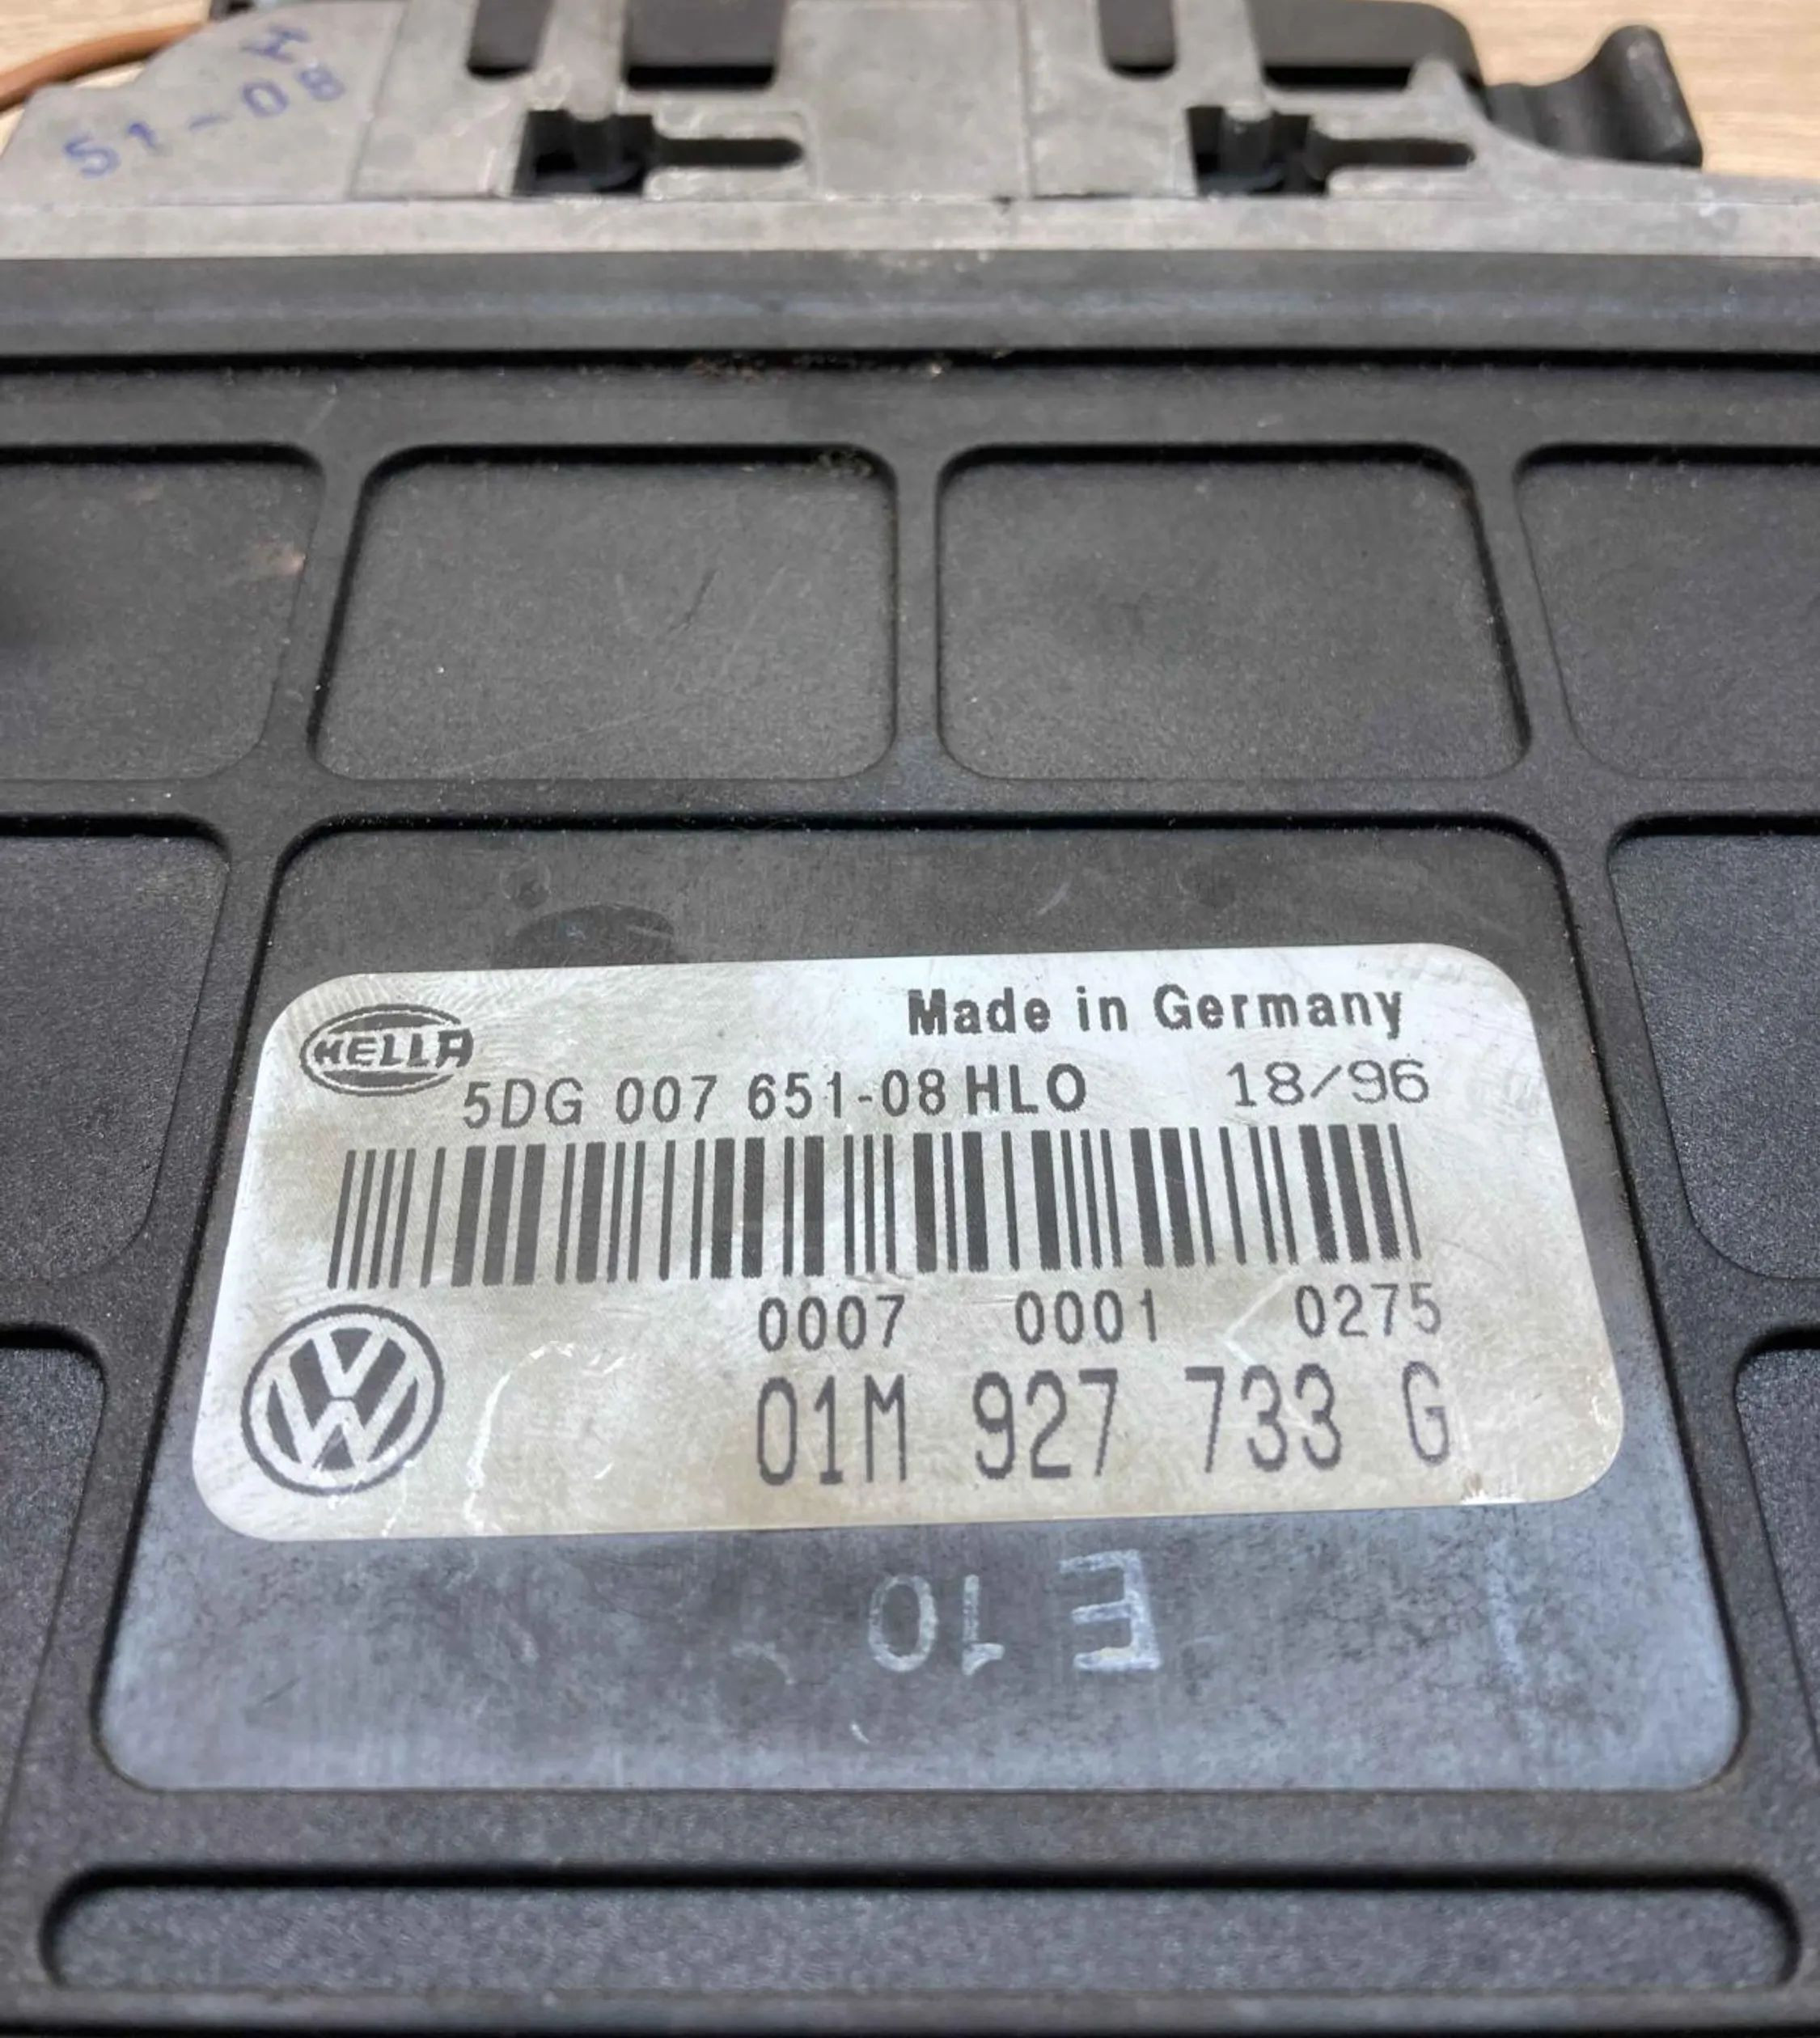 H
51-08
Made in Germany
HELLA
5DG 007 651-08 HLO 18/96
0007 0001 0275
01M 927 733 G
E 10